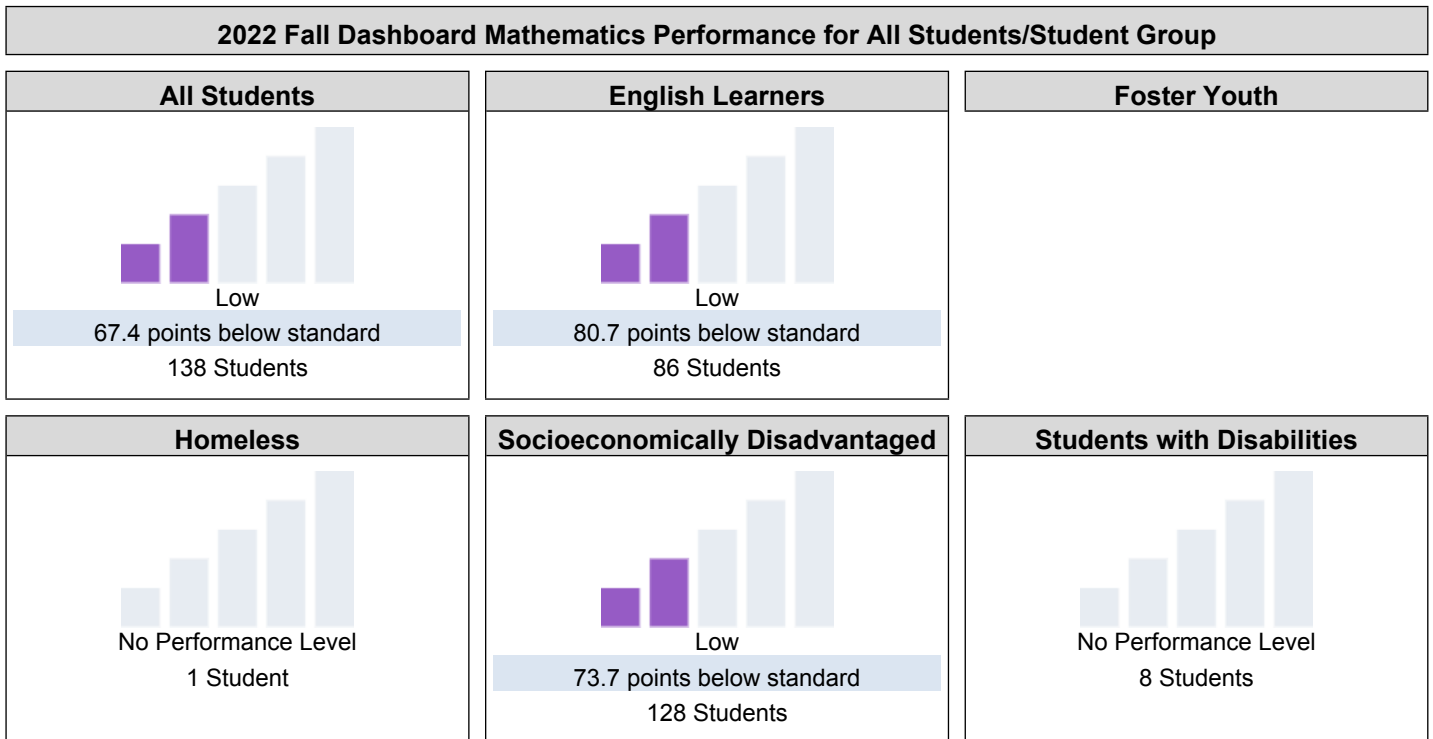 2022 Fall Dashboard Mathematics Performance for All Students/Student Group
All Students
Low
67.4 points below standard
138 Students
English Learners
Low
80.7 points below standard
86 Students
Foster Youth
Homeless
No Performance Level
1 Student
Socioeconomically Disadvantaged
Low
73.7 points below standard
128 Students
Students with Disabilities
No Performance Level
8 Students